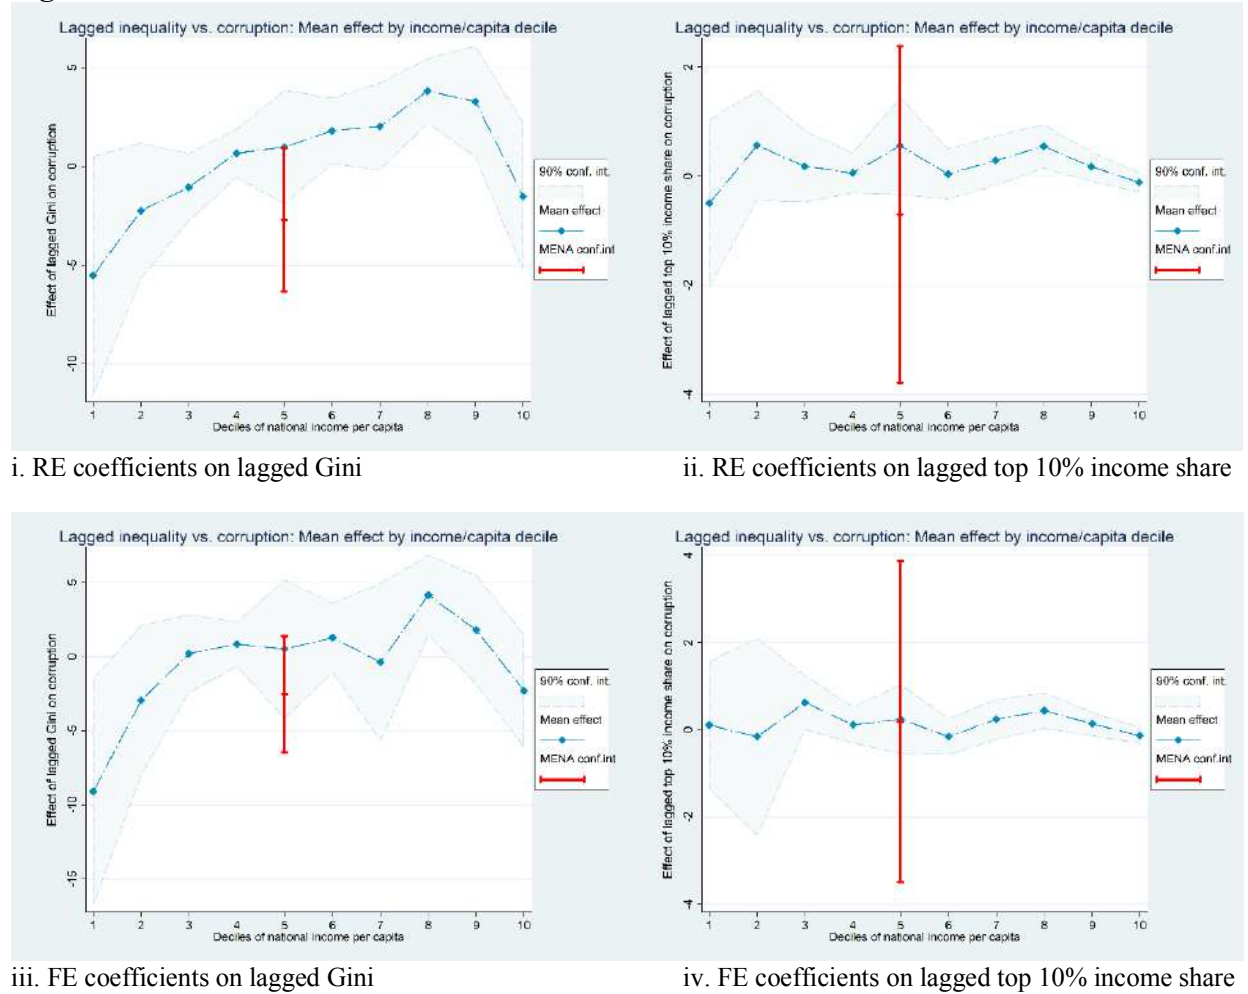 Lagged inequality vs. corruption: Mean effect by income/capita decile
Effect of lagged Gini on corruption
5
0
-5
-10
1 2 3 4 5 6 7 8 9 10
Deciles of national income per capita
90% conf. int.
Mean effect
MENA conf.int
i. RE coefficients on lagged Gini
Lagged inequality vs. corruption: Mean effect by income/capita decile
Effect of lagged top 10% income share on corruption
2
0
-2
-4
1 2 3 4 5 6 7 8 9 10
Deciles of national income per capita
90% conf. int.
Mean effect
MENA conf.int
ii. RE coefficients on lagged top 10% income share
Lagged inequality vs. corruption: Mean effect by income/capita decile
Effect of lagged Gini on corruption
5
0
-5
-10
-15
1 2 3 4 5 6 7 8 9 10
Deciles of national income per capita
90% conf. int.
Mean effect
MENA conf.int
iii. FE coefficients on lagged Gini
Lagged inequality vs. corruption: Mean effect by income/capita decile
Effect of lagged top 10% income share on corruption
4
2
0
-2
-4
1 2 3 4 5 6 7 8 9 10
Deciles of national income per capita
90% conf. int.
Mean effect
MENA conf.int
iv. FE coefficients on lagged top 10% income share